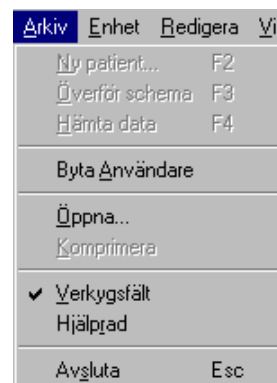 Arkiv Enhet Redigera Vi
Ny patient... F2
Överför schema F3
Hämta data F4
Byta Användare
Öppna...
Komprimera
Verkygsfält
Hjälprad
Avsluta Esc